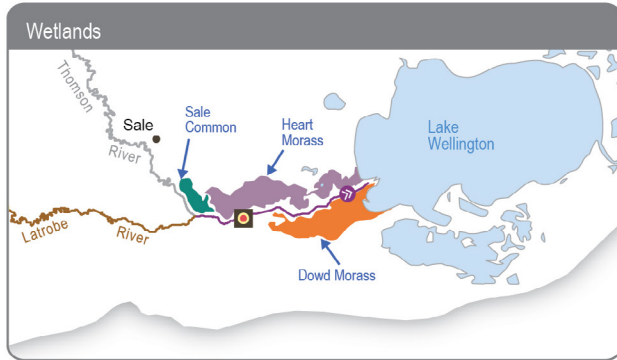 Wetlands
Thomson
River
Sale
Sale
Common
Heart
Morass
Lake
Wellington
Latrobe
River
Dowd Morass